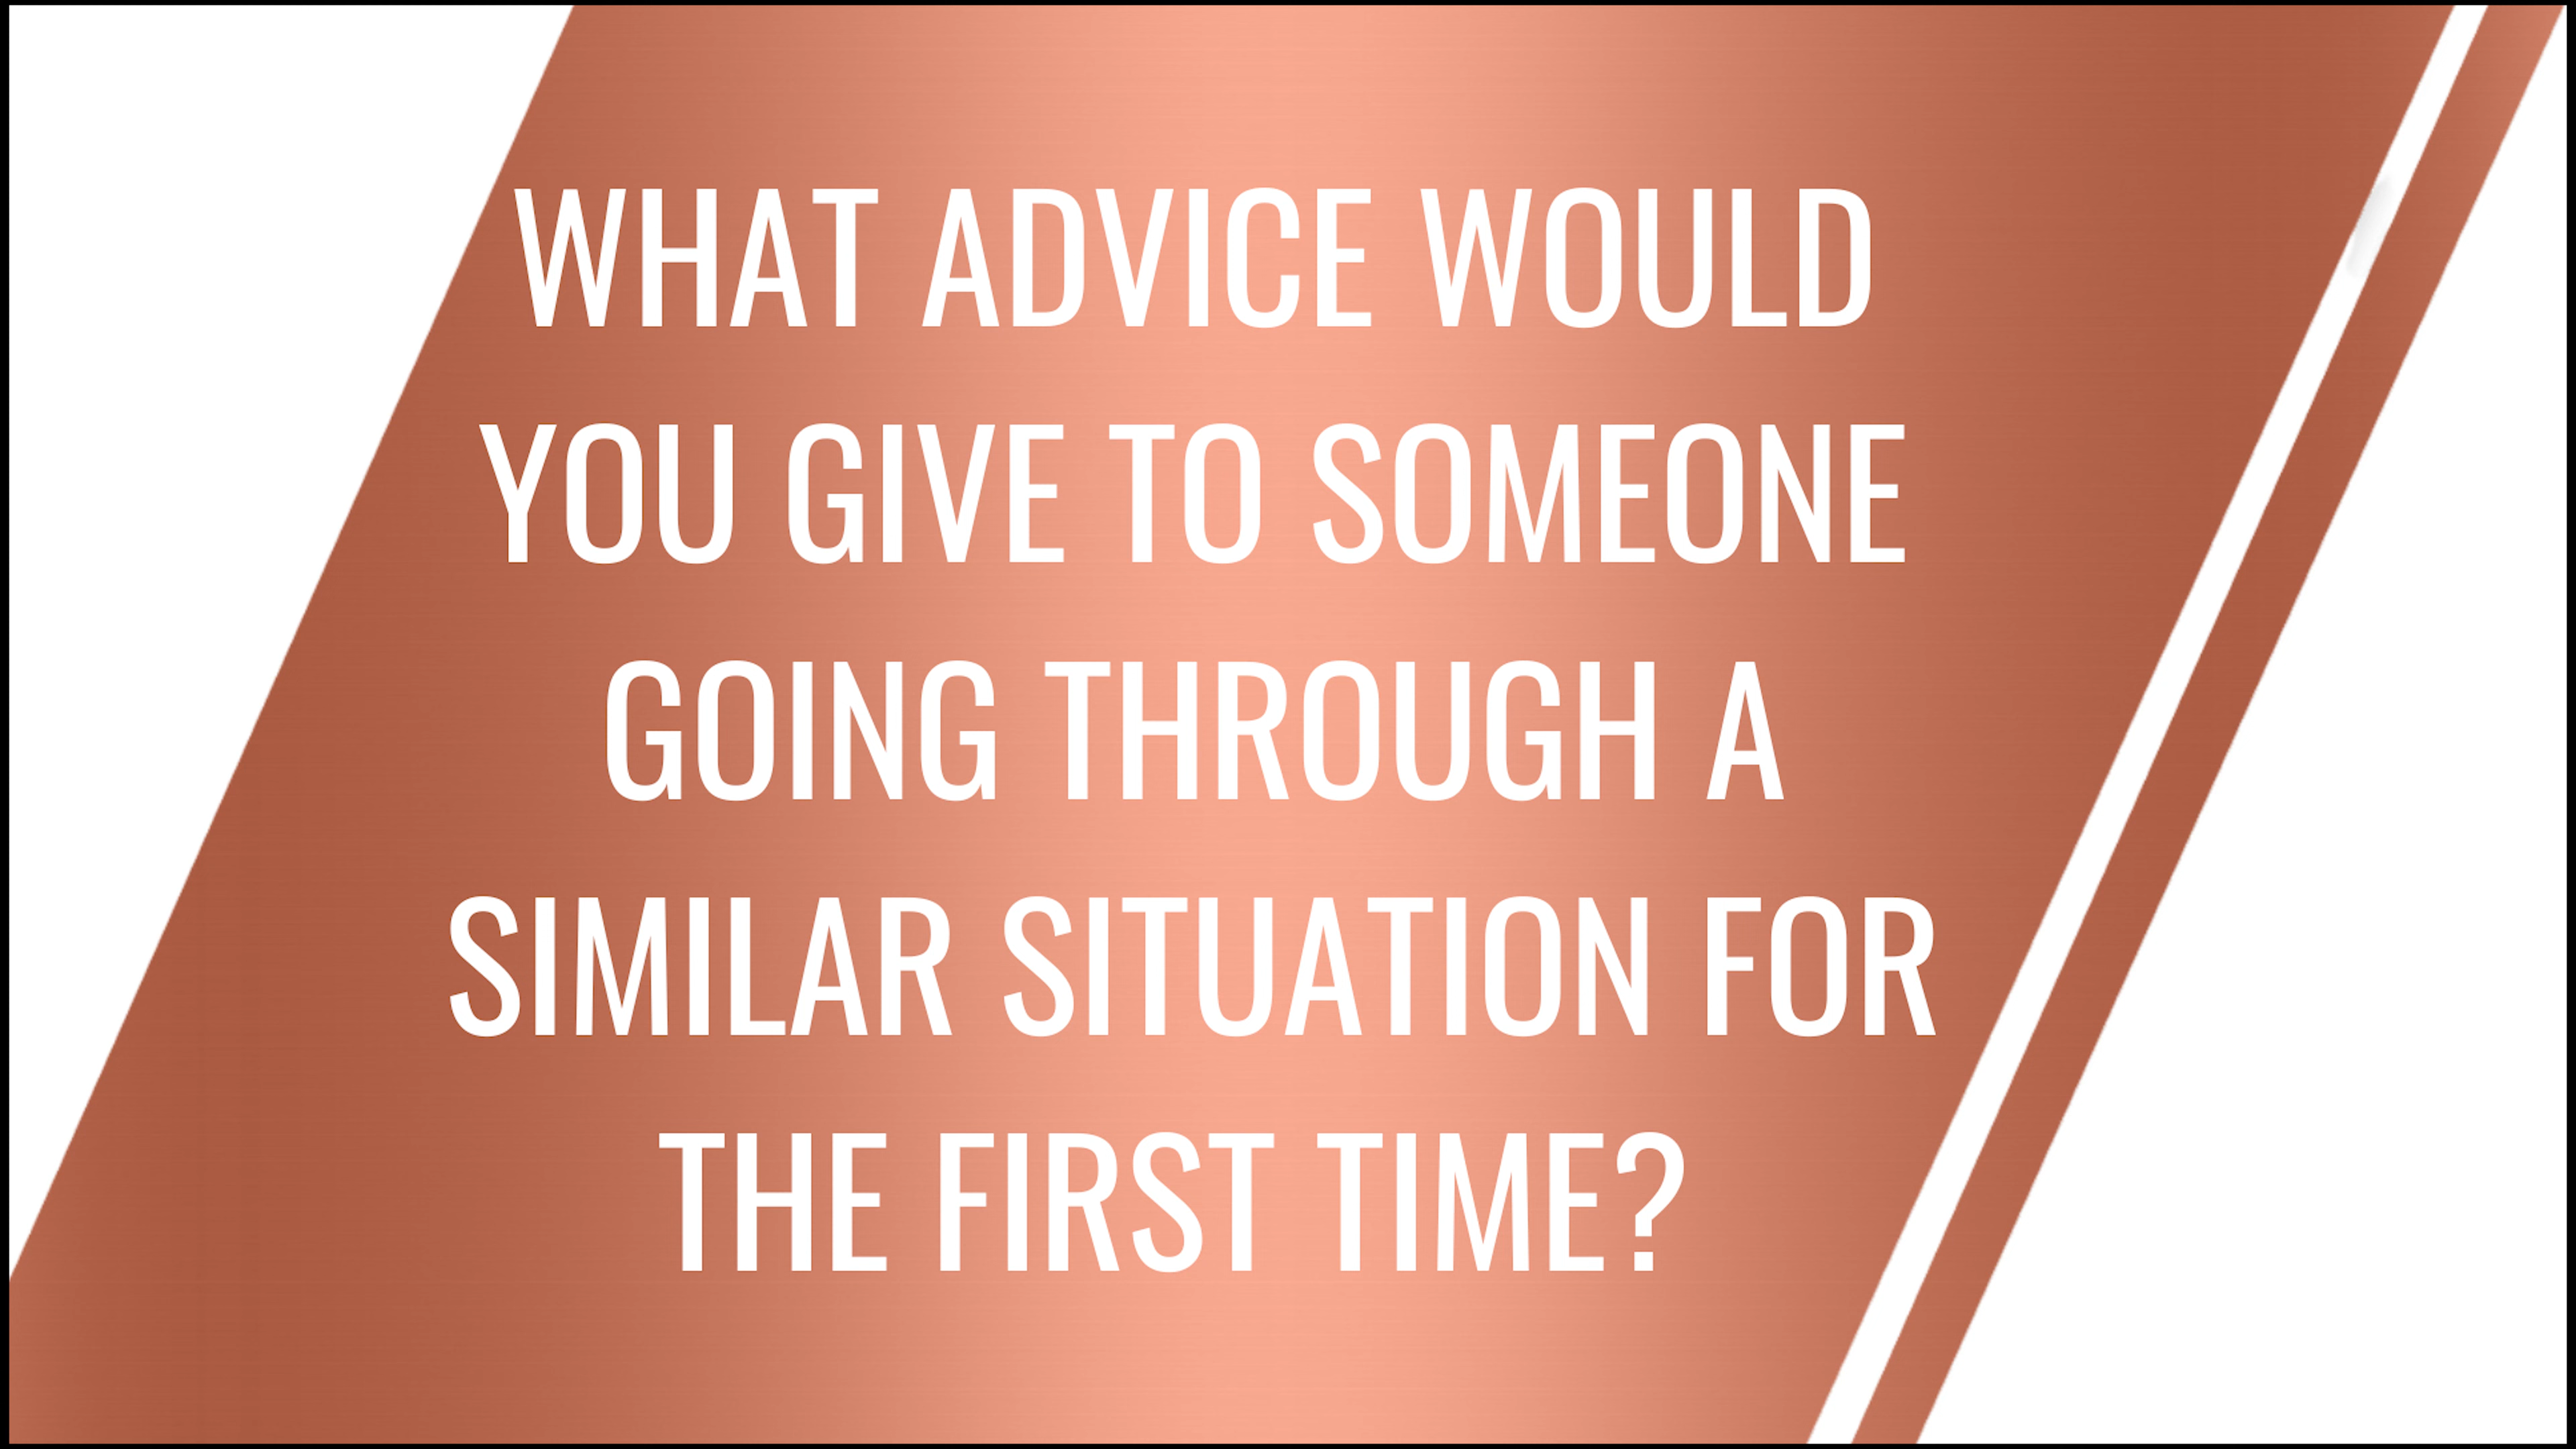 WHAT ADVICE WOULD
YOU GIVE TO SOMEONE
GOING THROUGH A
SIMILAR SITUATION FOR
THE FIRST TIME?